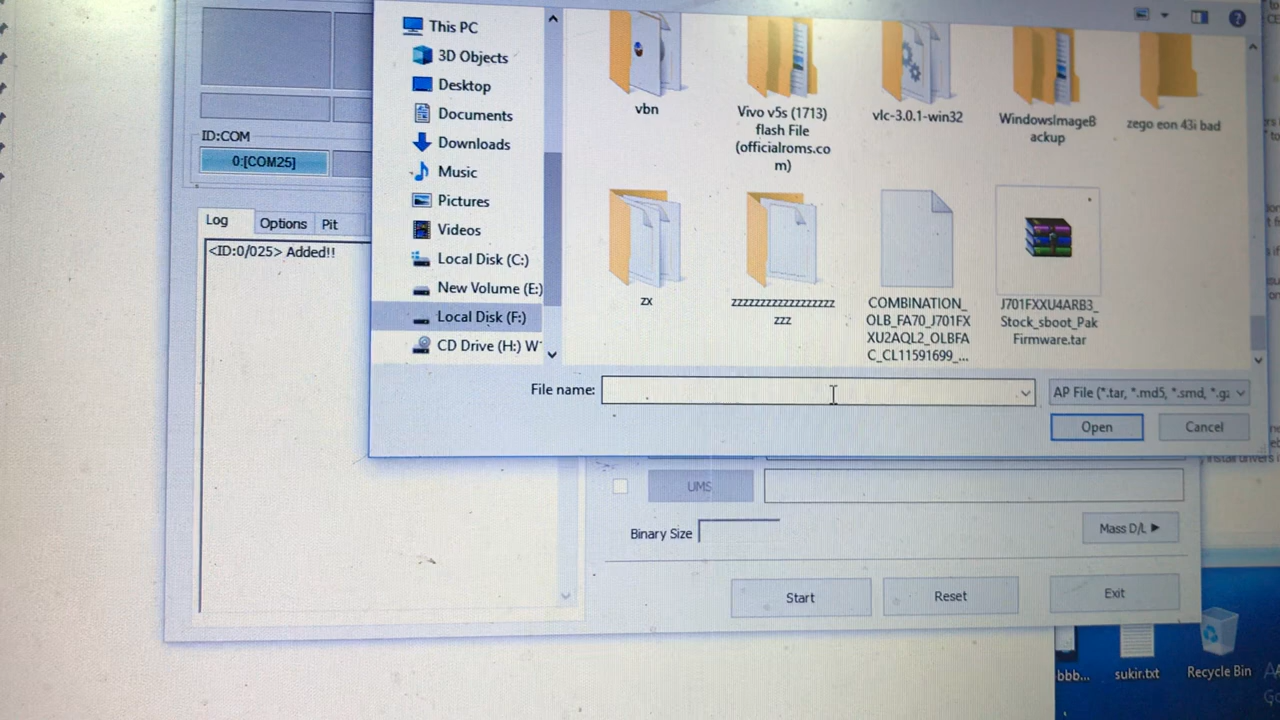 This PC
3D Objects
Desktop
Documents
Downloads
Music
Pictures
Videos
Local Disk (C:)
New Volume (E:)
Local Disk (F:)
CD Drive (H:) W
vbn
Vivo v5s (1713)
flash File
(officialroms.co
m)
vlc-3.0.1-win32
WindowsImageB
ackup
zego eon 43i bad
zx
zzzzzzzzzzzzzzzzzz
zzz
COMBINATION_
OLB_FA70_J701FX
XU2AQL2_OLBFA
C_CL11591699_...
J701FXXU4ARB3_
Stock_sboot_Pak
Firmware.tar
File name:
AP File (*.tar, *.md5, *.smd, *.gz
Open
Cancel
ID:COM
0:[COM25]
Log
Options
Pit
<ID:0/025> Added!!
UMS
Binary Size
Mass D/L
Start
Reset
Exit
bbb...
sukir.txt
Recycle Bin